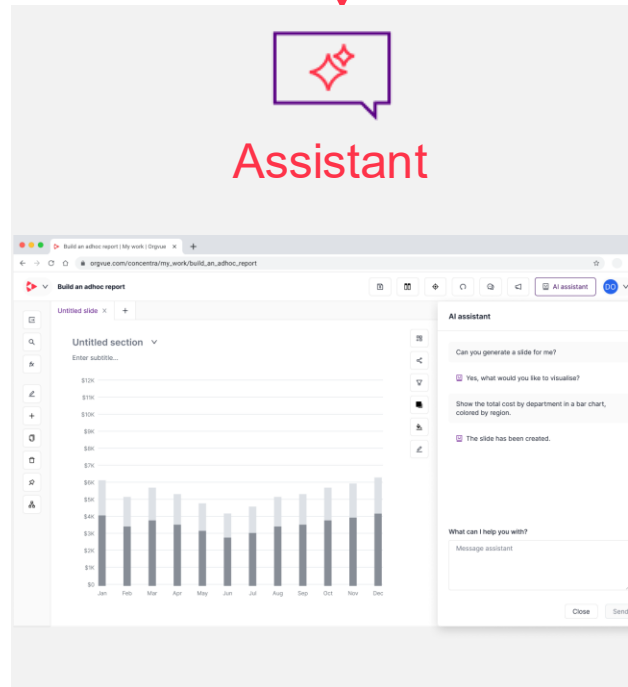 Assistant
Build an adhoc report | My work | Orgvue
orgvue.com/concentra/my_work/build_an_adhoc_report
Build an adhoc report
AI assistant
DO
Untitled slide
Untitled section
Enter subtitle...
$12K
$11K
$10K
$9K
$8K
$7K
$6K
$5K
$4K
$3K
$2K
$1K
$0
Jan Feb Mar Apr May Jun Jul Aug Sep Oct Nov Dec
fx
AI assistant
Can you generate a slide for me?
Yes, what would you like to visualise?
Show the total cost by department in a bar chart,
colored by region.
The slide has been created.
What can I help you with?
Message assistant
Close Send